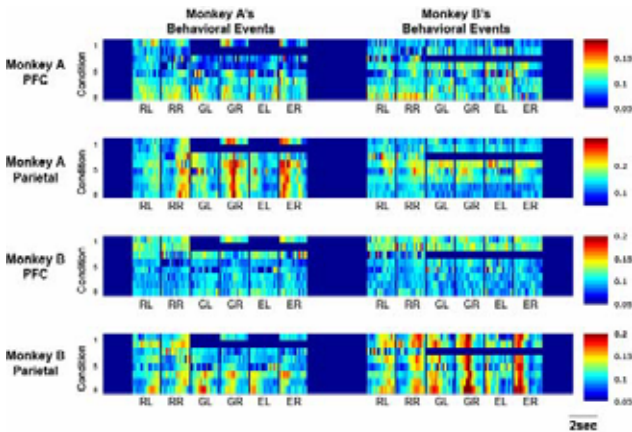 Monkey A's Behavioral Events
Monkey B's Behavioral Events
Monkey A PFC
Condition
1
RL RR GL GR EL ER
RL RR GL GR EL ER
0.15
0.1
0.05
Monkey A Parietal
Condition
1
RL RR GL GR EL ER
RL RR GL GR EL ER
0.2
0.1
Monkey B PFC
Condition
1
RL RR GL GR EL ER
RL RR GL GR EL ER
0.2
0.15
0.1
0.05
Monkey B Parietal
Condition
1
RL RR GL GR EL ER
RL RR GL GR EL ER
0.2
0.15
0.1
0.05
2sec